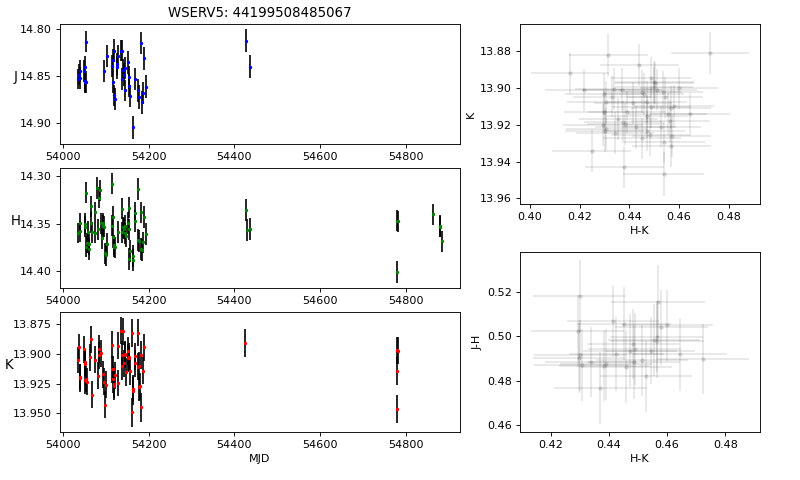 WSERV5: 44199508485067
14.80
14.85
14.90
J
54000 54200 54400 54600 54800
14.30
14.35
14.40
H
54000 54200 54400 54600 54800
13.875
13.900
13.925
13.950
K
54000 54200 54400 54600 54800
MJD
13.88
13.90
13.92
13.94
13.96
K
0.40 0.42 0.44 0.46 0.48
H-K
0.52
0.50
0.48
0.46
J-H
0.42 0.44 0.46 0.48
H-K